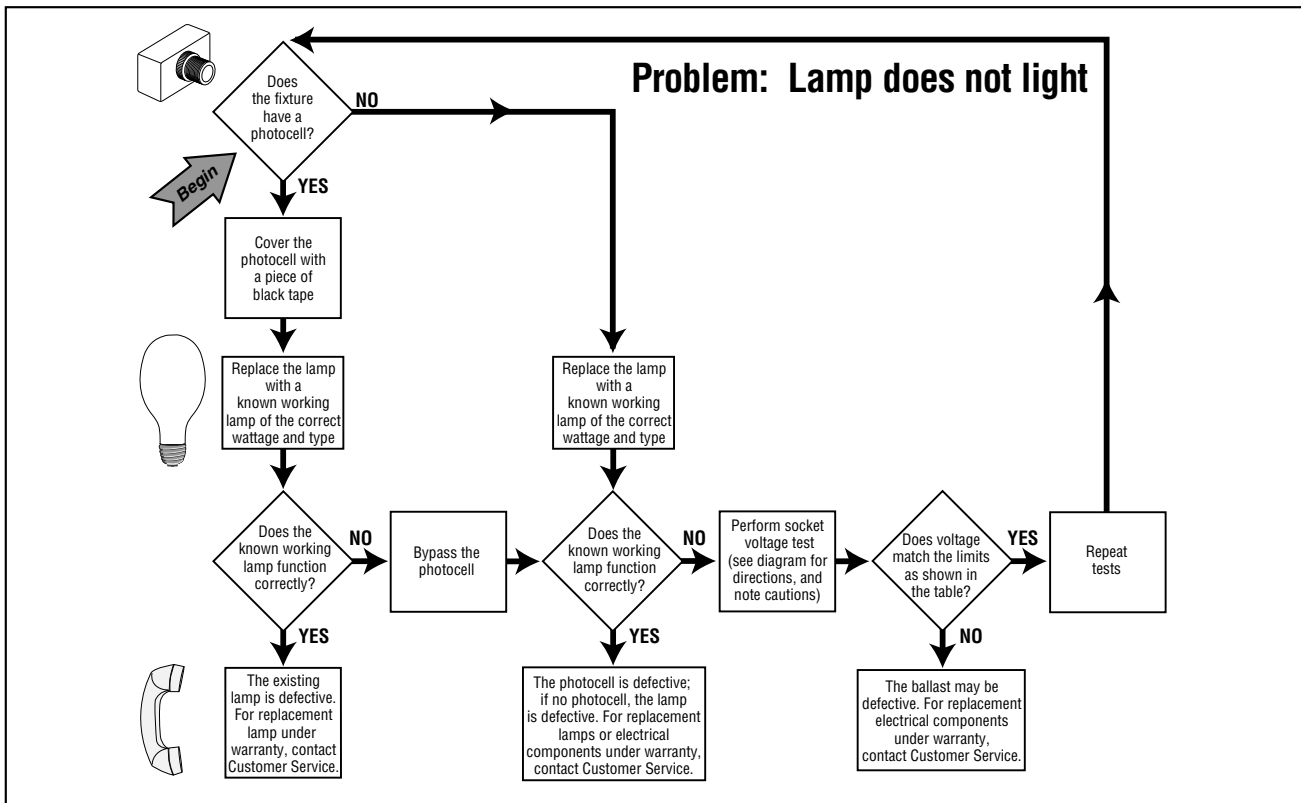 Problem: Lamp does not light
Does
the fixture
have a
photocell?
NO
Begin
YES
Cover the
photocell with
a piece of
black tape
Replace the lamp
with a
known working
lamp of the correct
wattage and type
Replace the lamp
with a
known working
lamp of the correct
wattage and type
Does the
known working
lamp function
correctly?
NO
Bypass the
photocell
Does the
known working
lamp function
correctly?
NO
Perform socket
voltage test
(see diagram for
directions, and
note cautions)
Does voltage
match the limits
as shown in
the table?
YES
Repeat
tests
YES
YES
NO
The existing
lamp is defective.
For replacement
lamp under
warranty, contact
Customer Service.
The photocell is defective;
if no photocell, the lamp
is defective. For replacement
lamps or electrical
components under warranty,
contact Customer Service.
The ballast may be
defective. For replacement
electrical components
under warranty,
contact Customer Service.